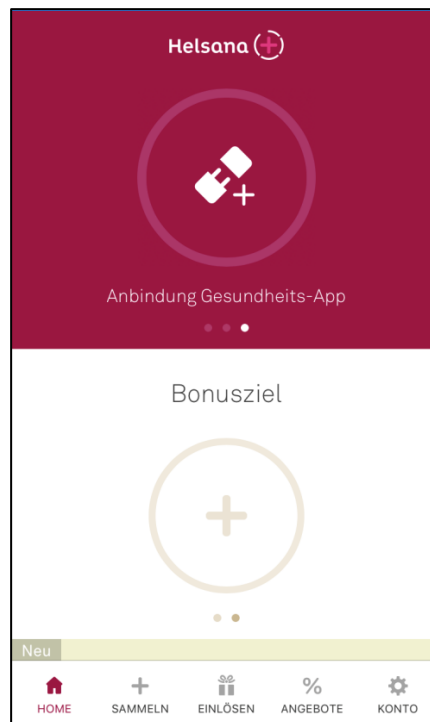 Helsana
Anbindung Gesundheits-App
Bonusziel
Neu
HOME SAMMELN EINLÖSEN ANGEBOTE KONTO